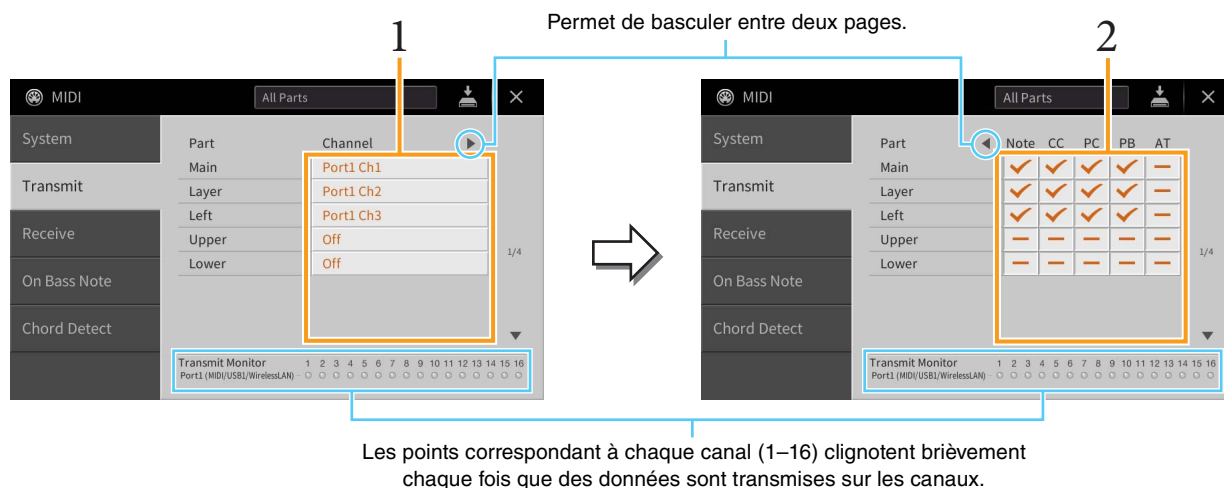 Permet de basculer entre deux pages.
1
2
MIDI
All Parts
System
Transmit
Receive
On Bass Note
Chord Detect
Part Channel
Main Port1 Ch1
Layer Port1 Ch2
Left Port1 Ch3
Upper Off
Lower Off
1/4
Transmit Monitor 1 2 3 4 5 6 7 8 9 10 11 12 13 14 15 16
Port1 (MIDI/USB1/WirelessLAN)
MIDI
All Parts
System
Transmit
Receive
On Bass Note
Chord Detect
Part Note CC PC PB AT
Main
Layer
Left
Upper
Lower
1/4
Transmit Monitor 1 2 3 4 5 6 7 8 9 10 11 12 13 14 15 16
Port1 (MIDI/USB1/WirelessLAN)
Les points correspondant à chaque canal (1–16) clignotent brièvement
chaque fois que des données sont transmises sur les canaux.